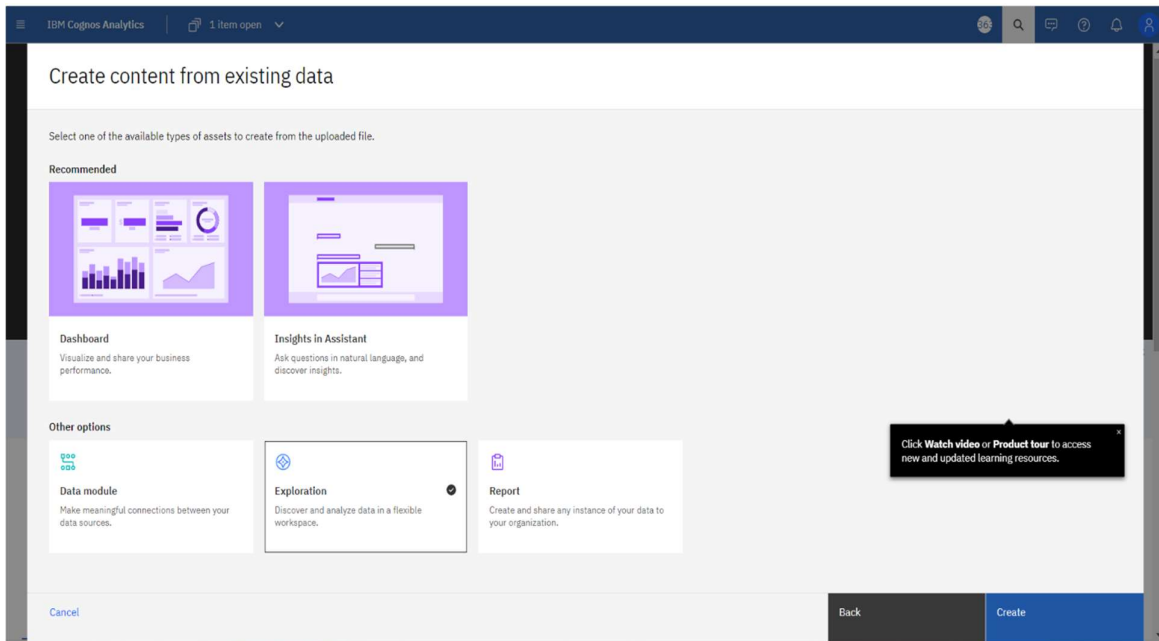 IBM Cognos Analytics
1 item open
Create content from existing data
Select one of the available types of assets to create from the uploaded file.
Recommended
Dashboard
Visualize and share your business
performance.
Insights in Assistant
Ask questions in natural language, and
discover insights.
Other options
Data module
Make meaningful connections between your
data sources.
Exploration
Discover and analyze data in a flexible
workspace.
Report
Create and share any instance of your data to
your organization.
Click Watch video or Product tour to access
new and updated learning resources.
Cancel
Back
Create